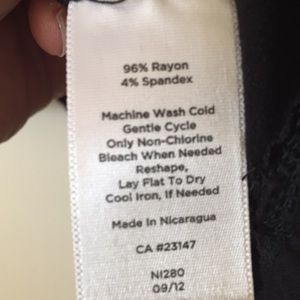 96% Rayon
4% Spandex
Machine Wash Cold
Gentle Cycle
Only Non-Chlorine
Bleach When Needed
Reshape,
Lay Flat To Dry
Cool Iron, If Needed
Made In Nicaragua
CA #23147
NI280
09/12